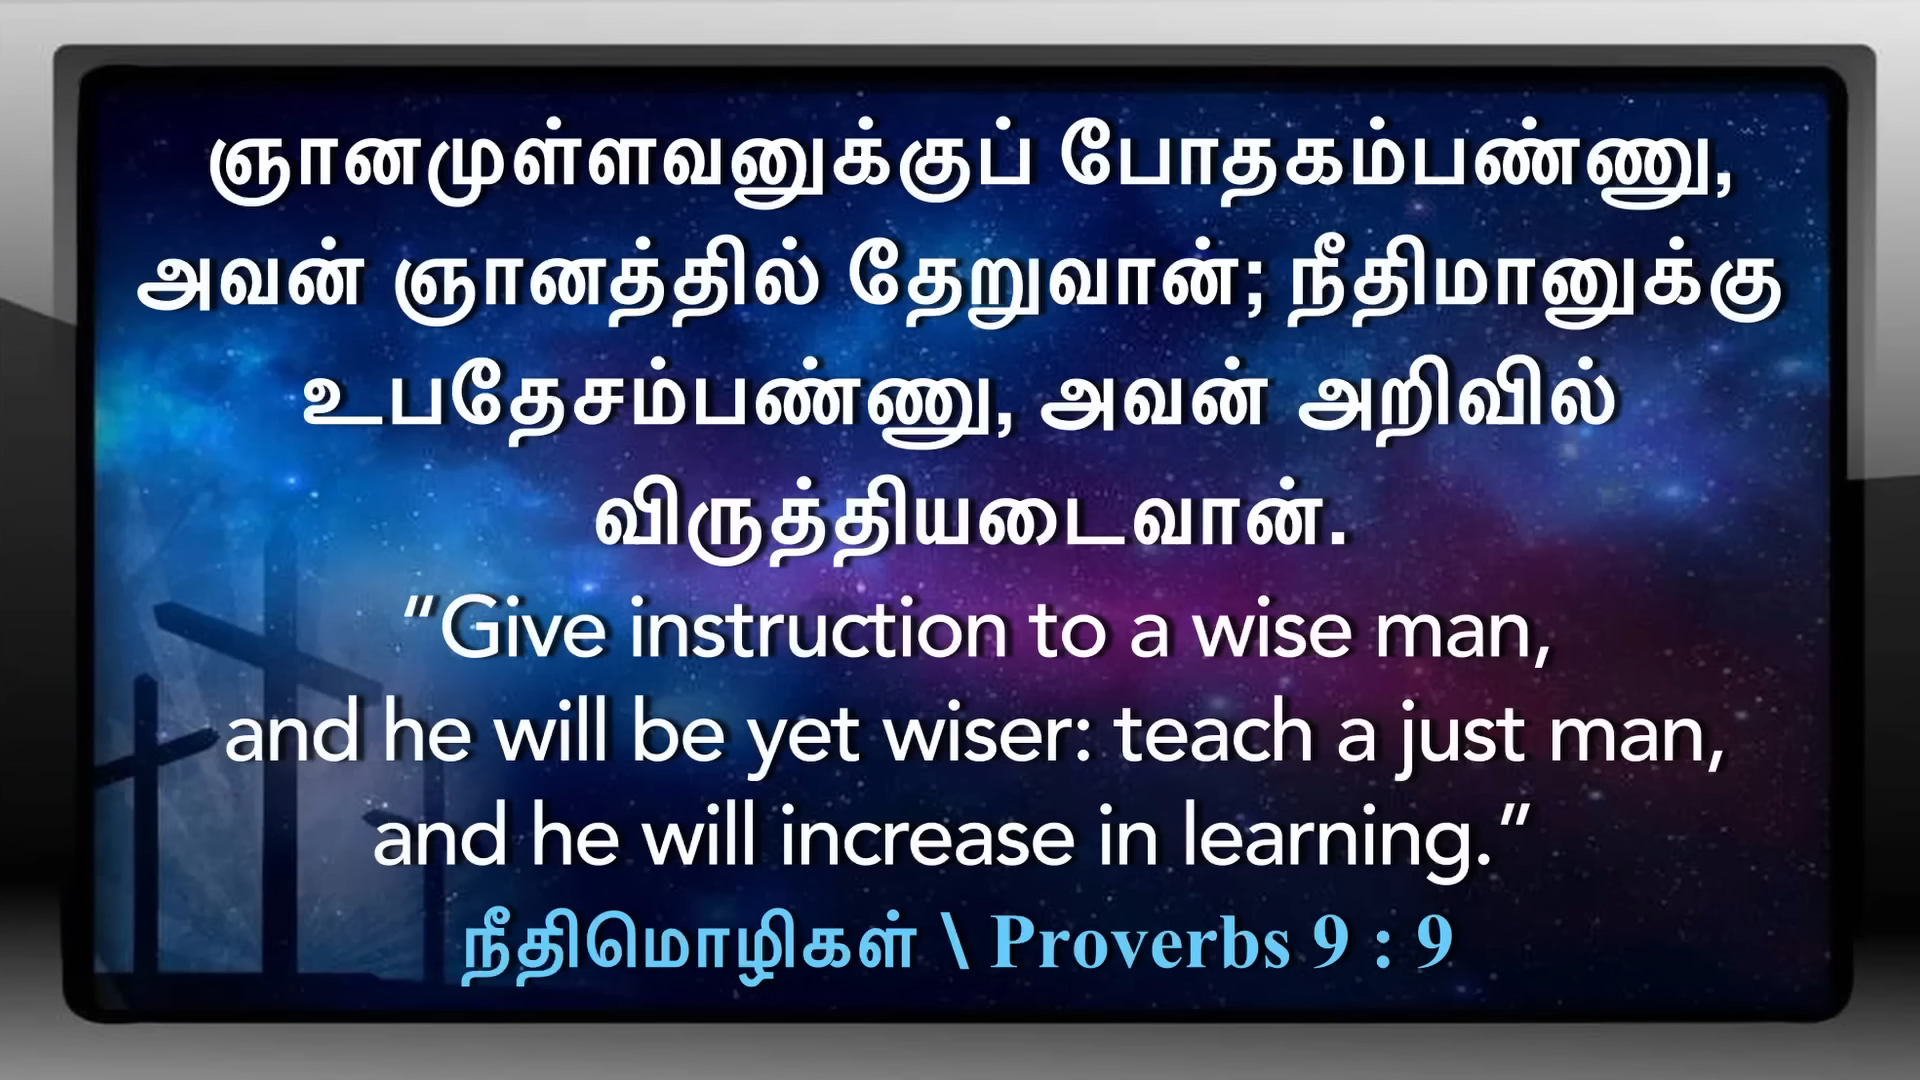 ஞானமுள்ளவனுக்குப் போதகம்பண்ணு,
அவன் ஞானத்தில் தேறுவான்; நீதிமானுக்கு
உபதேசம்பண்ணு, அவன் அறிவில்
விருத்தியடைவான்.
“Give instruction to a wise man,
and he will be yet wiser: teach a just man,
and he will increase in learning.”
நீதிமொழிகள் \ Proverbs 9 : 9